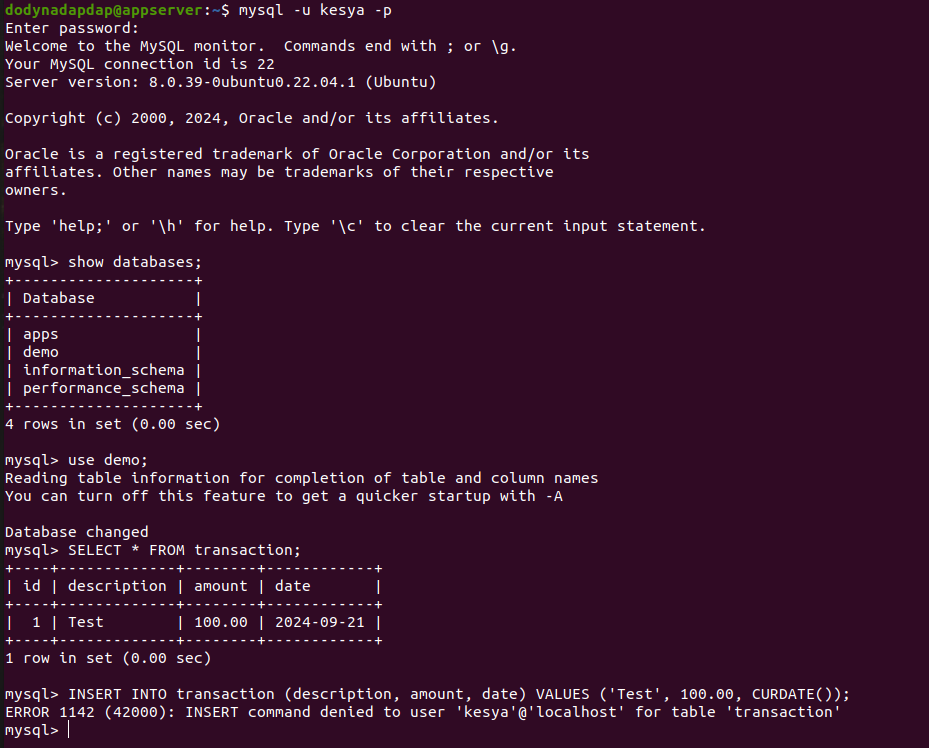 dodynadapdap@appserver:~$ mysql -u kesya -p
Enter password:
Welcome to the MySQL monitor.  Commands end with ; or \g.
Your MySQL connection id is 22
Server version: 8.0.39-0ubuntu0.22.04.1 (Ubuntu)

Copyright (c) 2000, 2024, Oracle and/or its affiliates.

Oracle is a registered trademark of Oracle Corporation and/or its
affiliates. Other names may be trademarks of their respective
owners.

Type 'help;' or '\h' for help. Type '\c' to clear the current input statement.

mysql> show databases;
+--------------------+
| Database           |
+--------------------+
| apps               |
| demo               |
| information_schema |
| performance_schema |
+--------------------+
4 rows in set (0.00 sec)

mysql> use demo;
Reading table information for completion of table and column names
You can turn off this feature to get a quicker startup with -A

Database changed
mysql> SELECT * FROM transaction;
+----+-------------+--------+------------+
| id | description | amount | date       |
+----+-------------+--------+------------+
|  1 | Test        | 100.00 | 2024-09-21 |
+----+-------------+--------+------------+
1 row in set (0.00 sec)

mysql> INSERT INTO transaction (description, amount, date) VALUES ('Test', 100.00, CURDATE());
ERROR 1142 (42000): INSERT command denied to user 'kesya'@'localhost' for table 'transaction'
mysql>